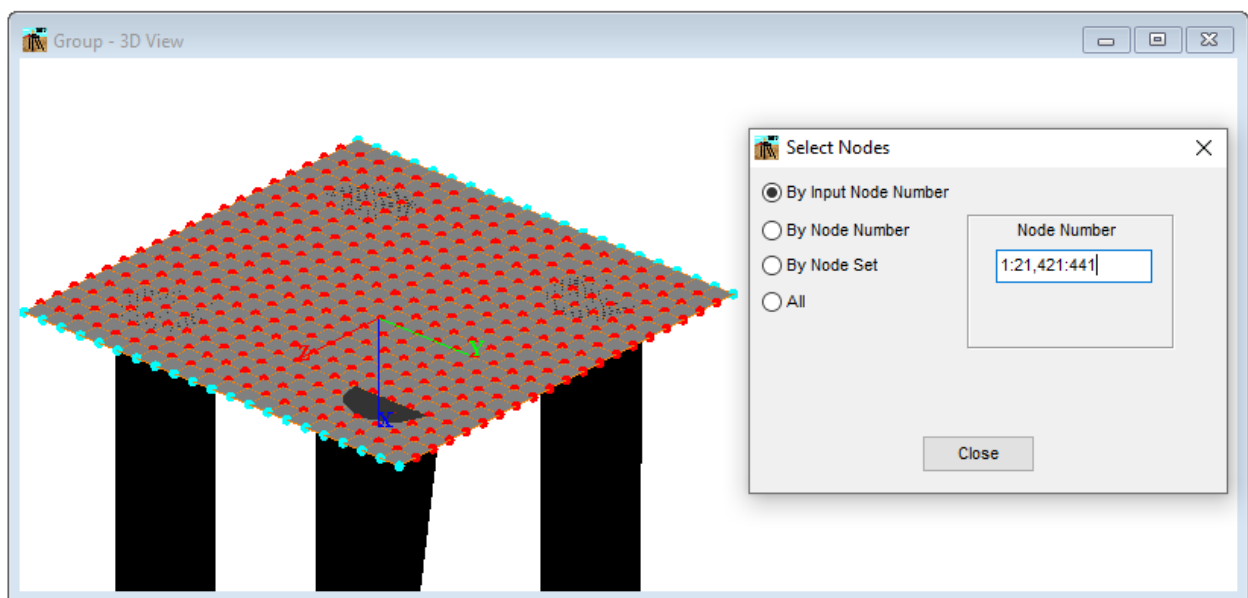 Group - 3D View
Select Nodes
By Input Node Number
By Node Number
By Node Set
All
Node Number
1:21,421:441
Close
Z
Y
X